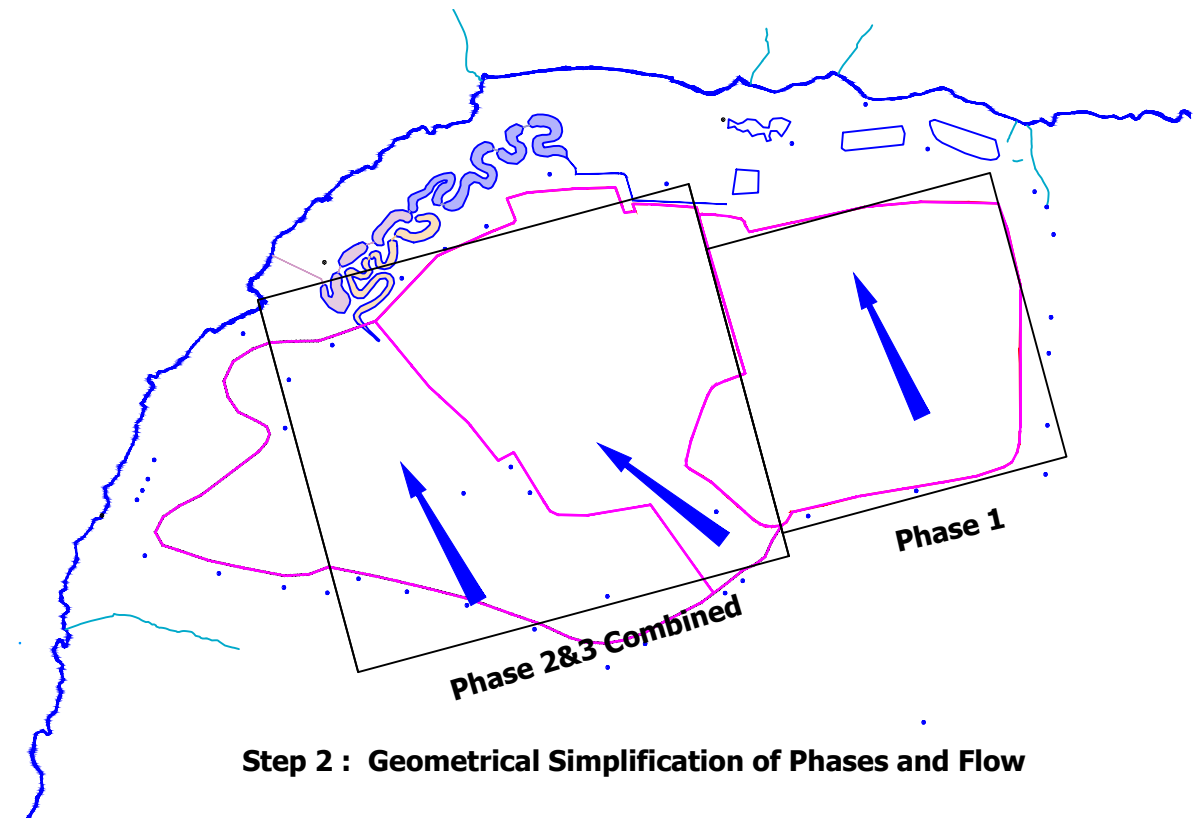 Phase 1
Phase 2&3 Combined
Step 2 :  Geometrical Simplification of Phases and Flow